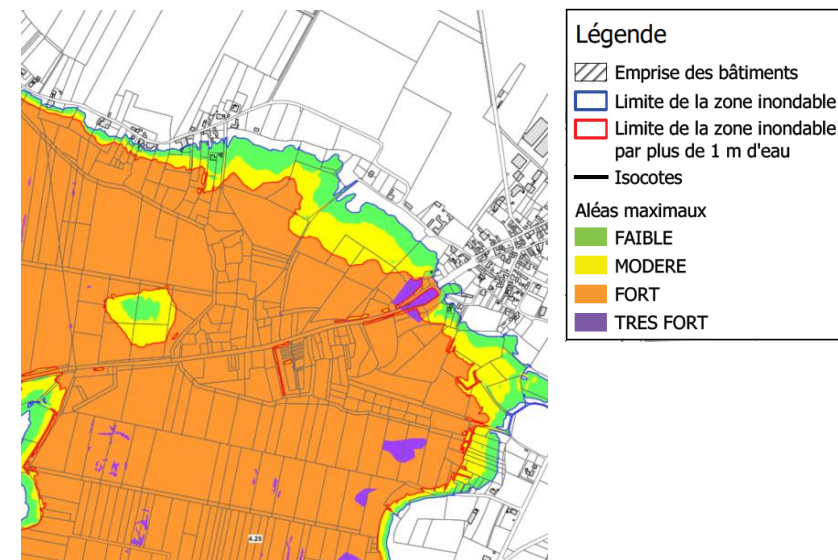 Légende
Emprise des bâtiments
Limite de la zone inondable
Limite de la zone inondable
par plus de 1 m d'eau
Isocotes
Aléas maximaux
FAIBLE
MODERE
FORT
TRES FORT
4.25